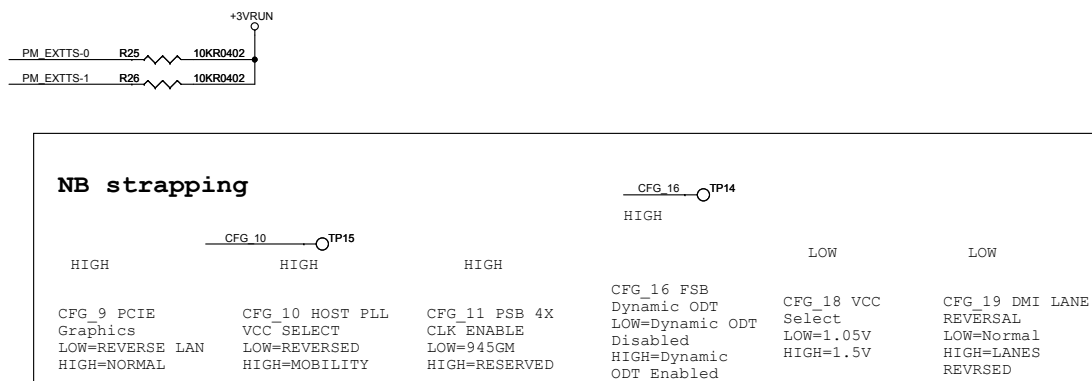 +3VRUN
PM_EXTTS-0 R25 10KR0402
PM_EXTTS-1 R26 10KR0402
NB strapping
CFG_16 TP14
HIGH
CFG_10 TP15
HIGH HIGH HIGH LOW LOW
CFG_9 PCIE
Graphics
LOW=REVERSE LAN
HIGH=NORMAL
CFG_10 HOST PLL
VCC SELECT
LOW=REVERSED
HIGH=MOBILITY
CFG_11 PSB 4X
CLK ENABLE
LOW=945GM
HIGH=RESERVED
CFG_16 FSB
Dynamic ODT
LOW=Dynamic ODT
Disabled
HIGH=Dynamic
ODT Enabled
CFG_18 VCC
Select
LOW=1.05V
HIGH=1.5V
CFG_19 DMI LANE
REVERSAL
LOW=Normal
HIGH=LANES
REVRSED